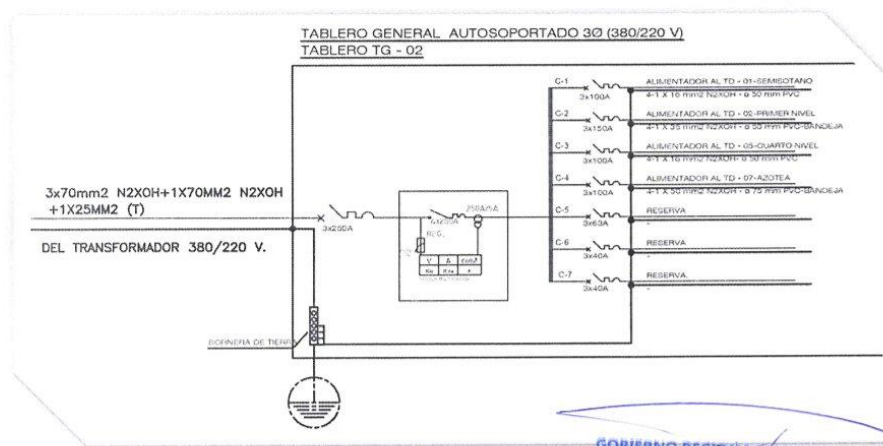 TABLERO GENERAL AUTOSOPORTADO 3Ø (380/220 V)
TABLERO TG - 02
C-1
3x100A
ALIMENTADOR AL TD - 01-SEMISOTANO
4-1 X 16 mm2 N2XOH - ø 50 mm PVC
C-2
3x150A
ALIMENTADOR AL TD - 02-PRIMER NIVEL
4-1 X 35 mm2 N2XOH - ø 50 mm PVC-BANDEJA
C-3
3x100A
ALIMENTADOR AL TD - 05-CUARTO NIVEL
4-1 X 16 mm2 N2XOH- ø 50 mm PVC
C-4
3x100A
ALIMENTADOR AL TD - 07-AZOTEA
4-1 X 50 mm2 N2XOH - ø 75 mm PVC-BANDEJA
3x70mm2 N2XOH+1X70MM2 N2XOH
+1X25MM2 (T)
3x250A
250A/5A
REG.
V A
C-5
3x63A
RESERVA
-
DEL TRANSFORMADOR 380/220 V.
C-6
3x40A
RESERVA
-
C-7
3x40A
RESERVA.
-
BORNERA DE TIERRA
GOBIERNO